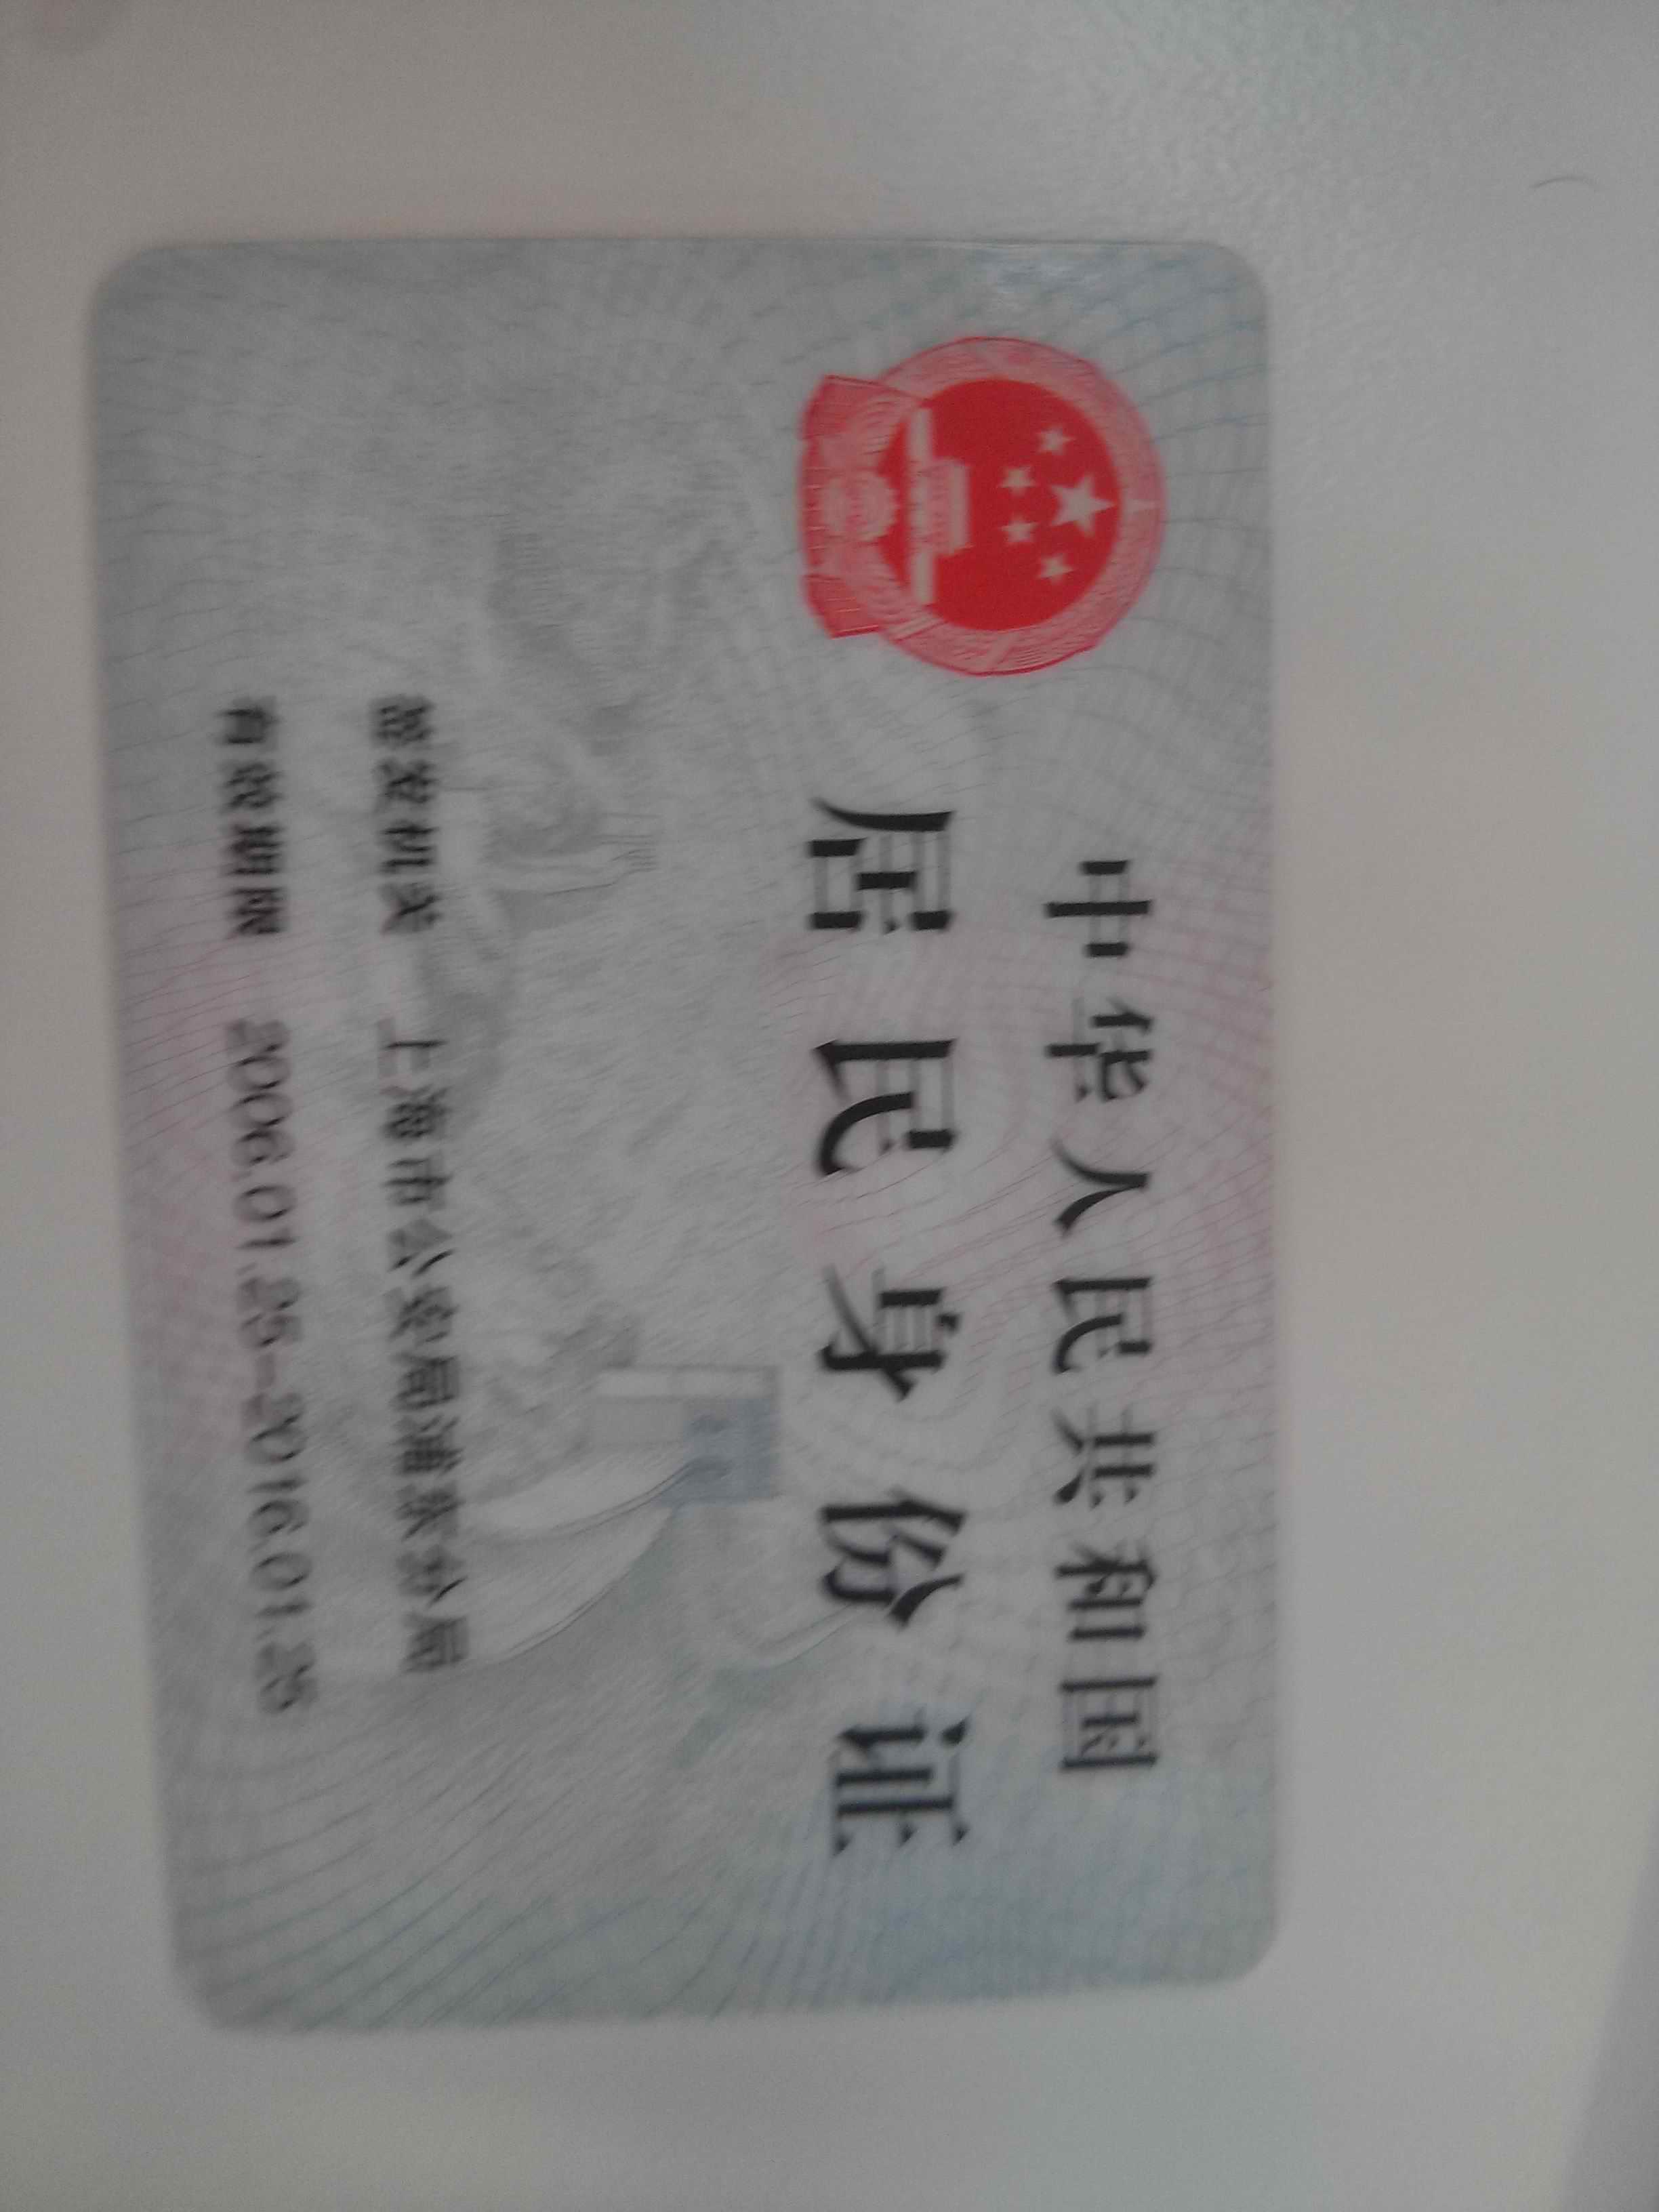 中华人民共和国
居民身份证
签发机关 上海市公安局浦东分局
有效期限 2006.01.25-2016.01.25